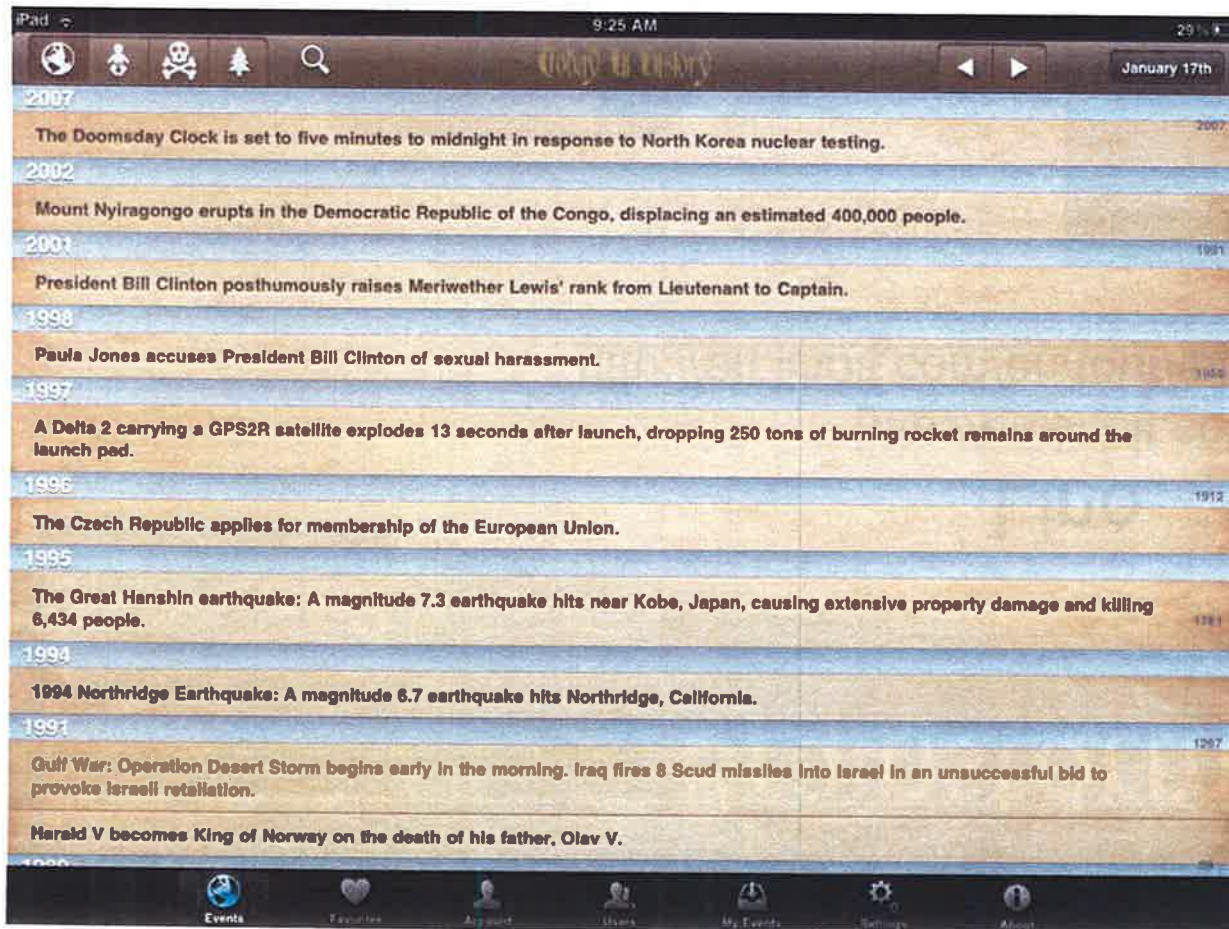 iPad
9:25 AM
29%
Today in History
January 17th
2007
The Doomsday Clock is set to five minutes to midnight in response to North Korea nuclear testing.
2007
2002
Mount Nyiragongo erupts in the Democratic Republic of the Congo, displacing an estimated 400,000 people.
2001
1991
President Bill Clinton posthumously raises Meriwether Lewis' rank from Lieutenant to Captain.
1998
Paula Jones accuses President Bill Clinton of sexual harassment.
1997
A Delta 2 carrying a GPS2R satellite explodes 13 seconds after launch, dropping 250 tons of burning rocket remains around the
launch pad.
1996
1912
The Czech Republic applies for membership of the European Union.
1995
The Great Hanshin earthquake: A magnitude 7.3 earthquake hits near Kobe, Japan, causing extensive property damage and killing
6,434 people.
1994
1994 Northridge Earthquake: A magnitude 6.7 earthquake hits Northridge, California.
1991
Gulf War: Operation Desert Storm begins early in the morning. Iraq fires 8 Scud missiles into Israel in an unsuccessful bid to
provoke Israeli retaliation.
Harald V becomes King of Norway on the death of his father, Olav V.
Events
Favorites
Account
Users
My Events
Settings
About